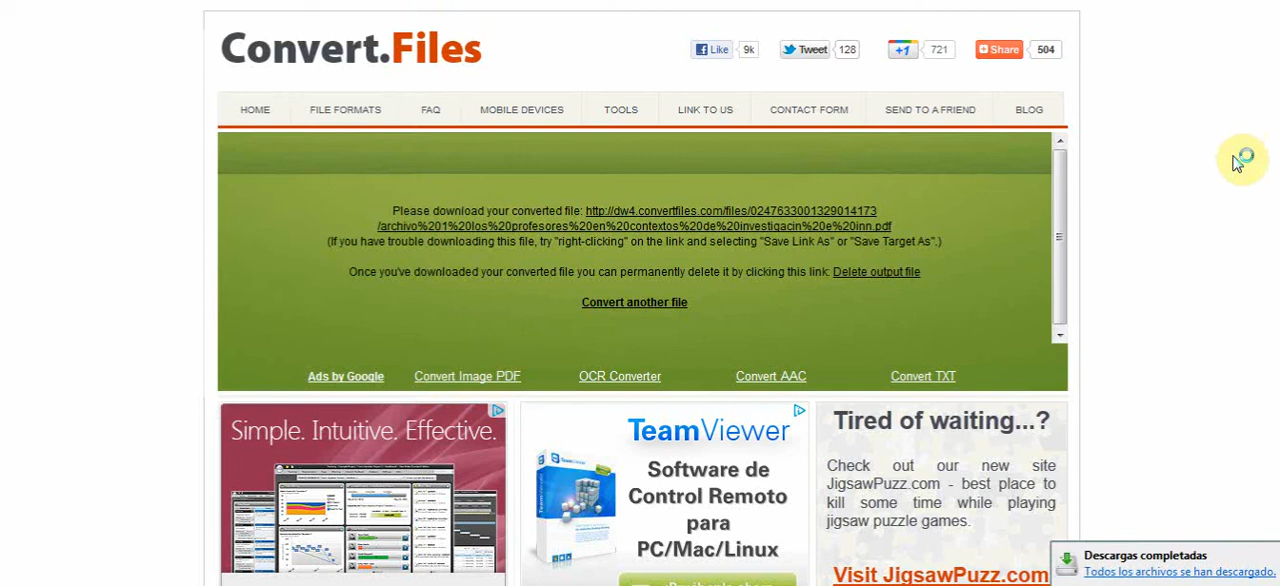 Convert.Files
Like 9k Tweet 128 +1 721 Share 504
HOME FILE FORMATS FAQ MOBILE DEVICES TOOLS LINK TO US CONTACT FORM SEND TO A FRIEND BLOG
Please download your converted file: http://dw4.convertfiles.com/files/0247633001329014173
/archivo%201%20los%20profesores%20en%20contextos%20de%20investigacin%20e%20inn.pdf
(If you have trouble downloading this file, try "right-clicking" on the link and selecting "Save Link As" or "Save Target As".)
Once you've downloaded your converted file you can permanently delete it by clicking this link: Delete output file
Convert another file
Ads by Google Convert Image PDF OCR Converter Convert AAC Convert TXT
Simple. Intuitive. Effective.
TeamViewer
Software de
Control Remoto
para
PC/Mac/Linux
Tired of waiting...?
Check out our new site
JigsawPuzz.com - best place to
kill some time while playing
jigsaw puzzle games.
Visit JigsawPuzz.com
Descargas completadas
Todos los archivos se han descargado.